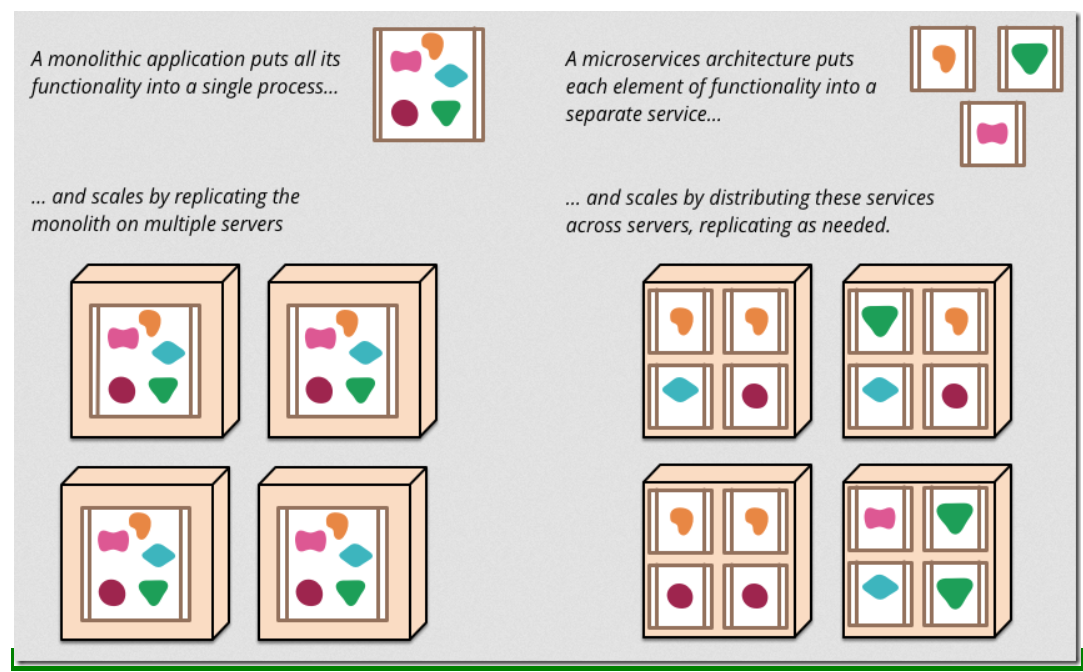 A monolithic application puts all its
functionality into a single process...
... and scales by replicating the
monolith on multiple servers
A microservices architecture puts
each element of functionality into a
separate service...
... and scales by distributing these services
across servers, replicating as needed.